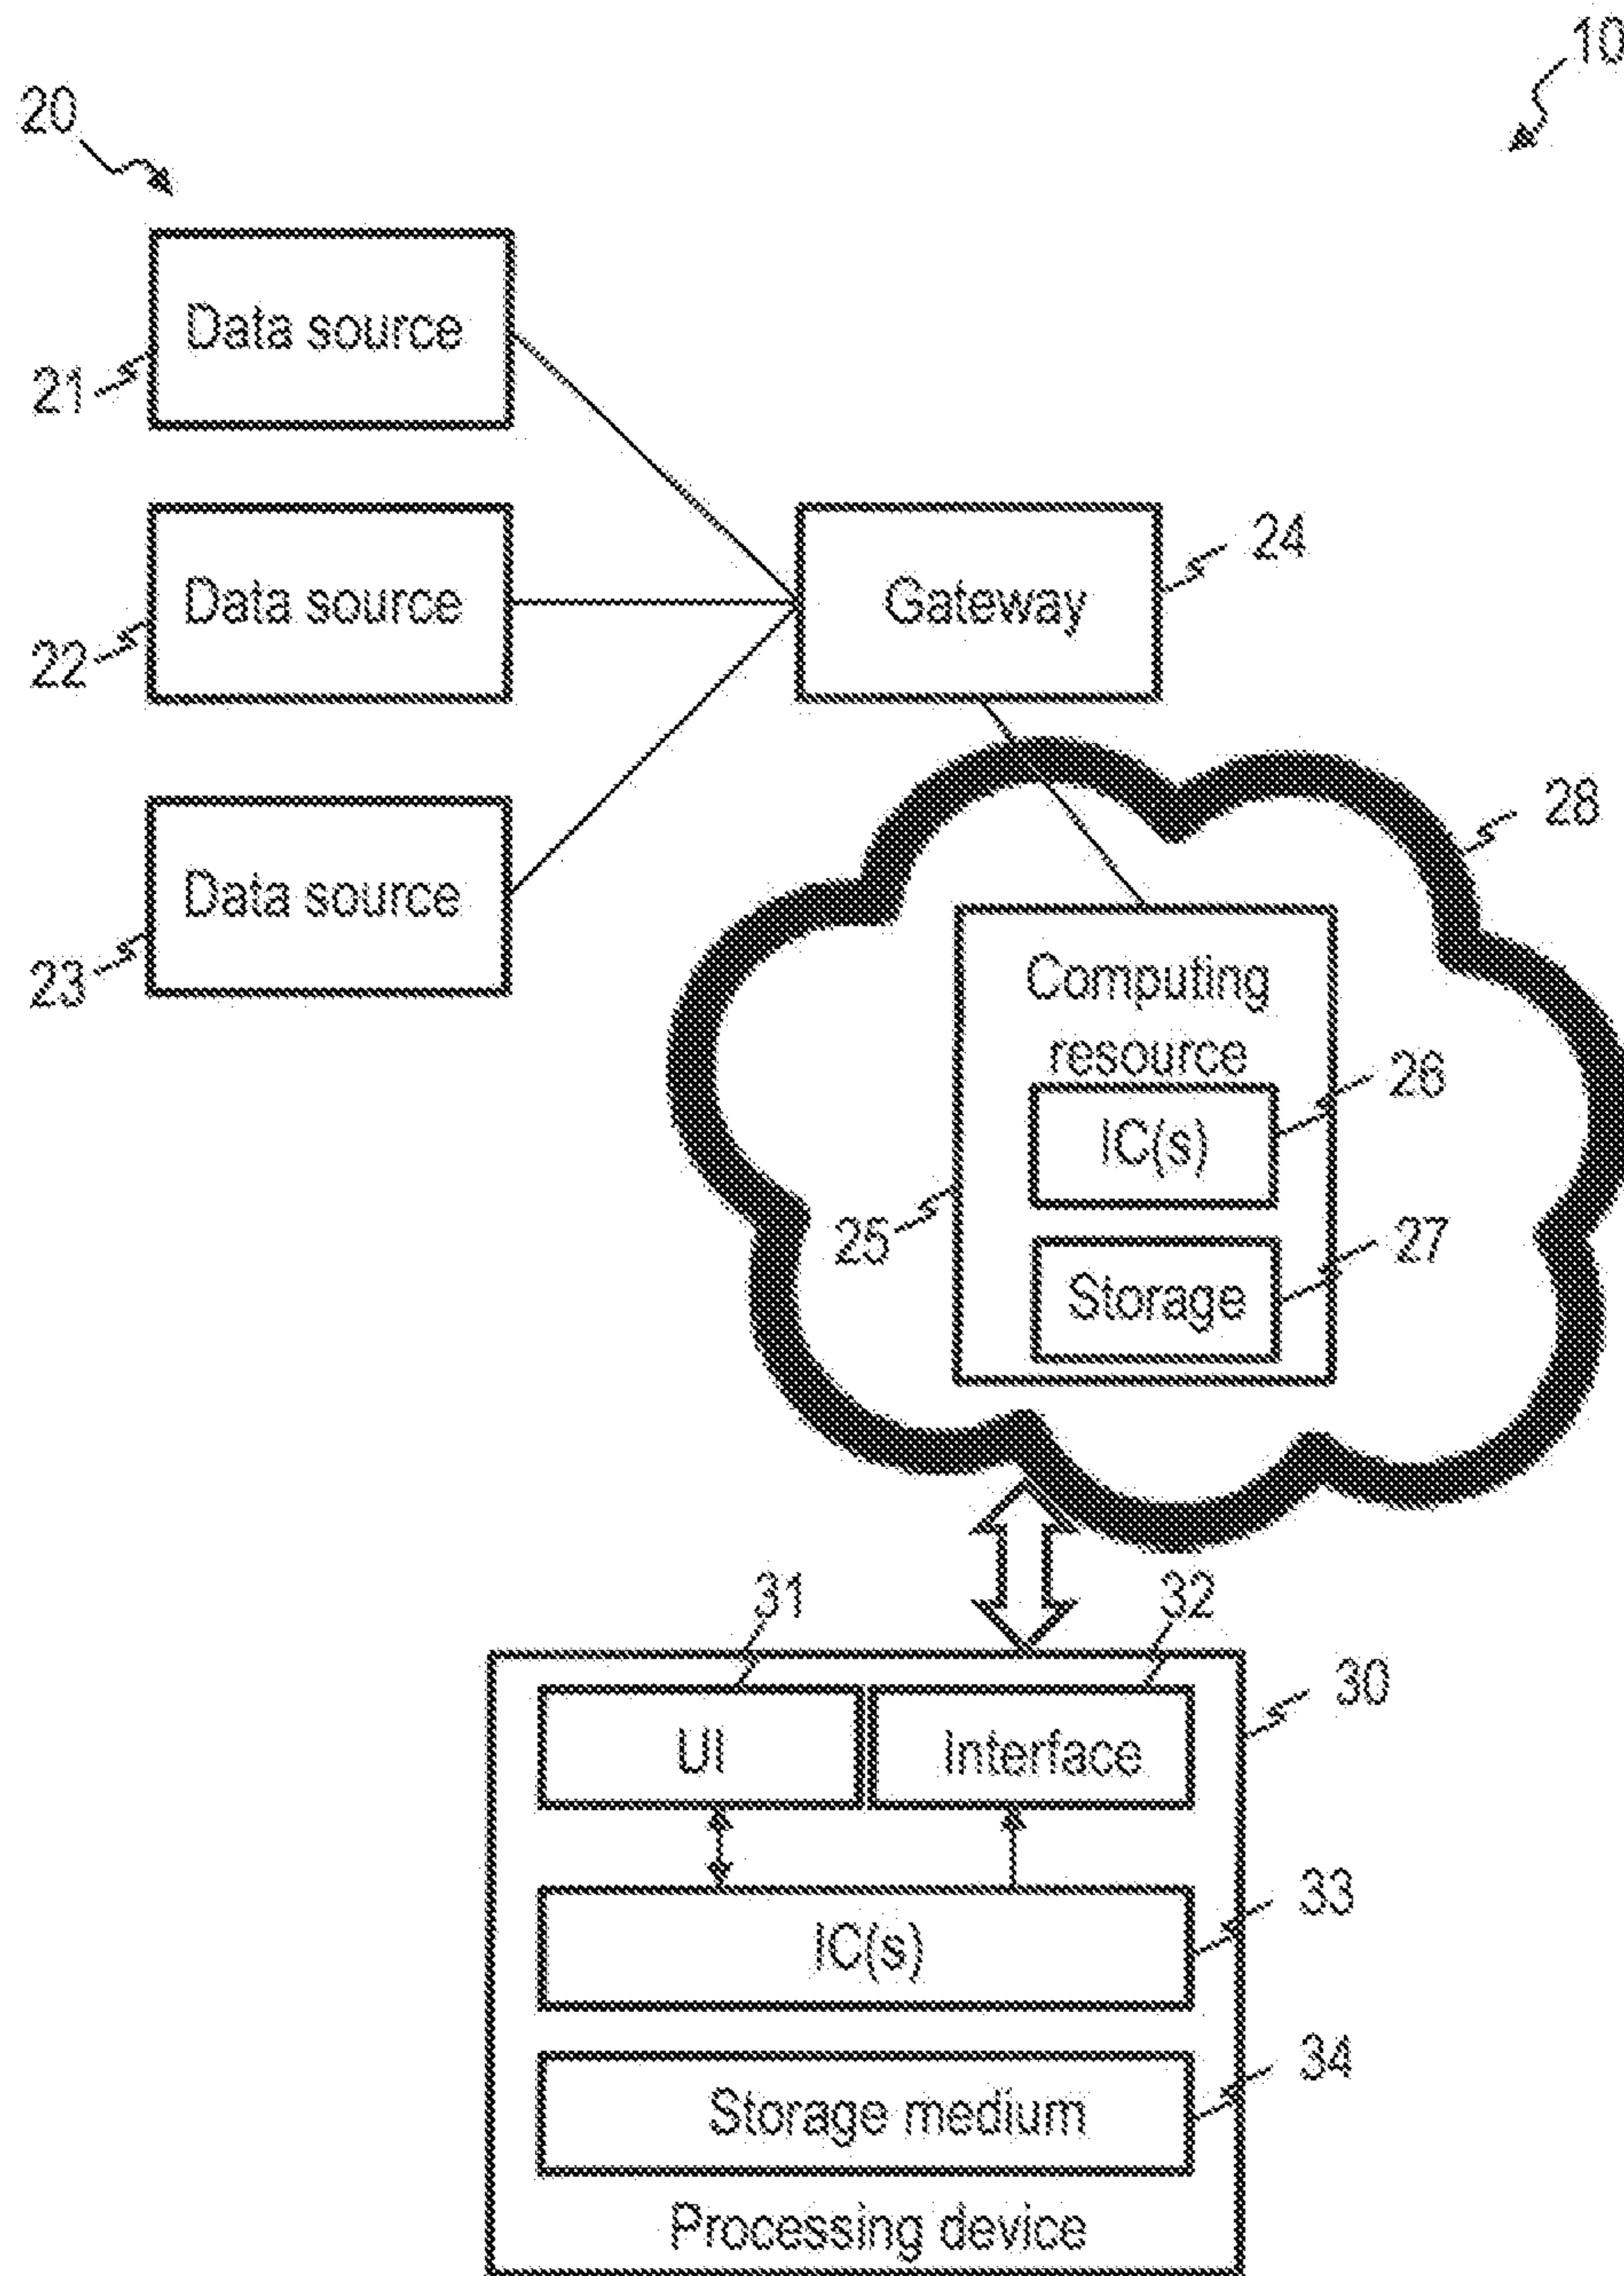 10
20
Data source
21
Data source
22
Data source
23
Gateway
24
28
Computing
resource
IC(s)
26
25
Storage
27
31
32
30
UI
Interface
IC(s)
33
Storage medium
34
Processing device